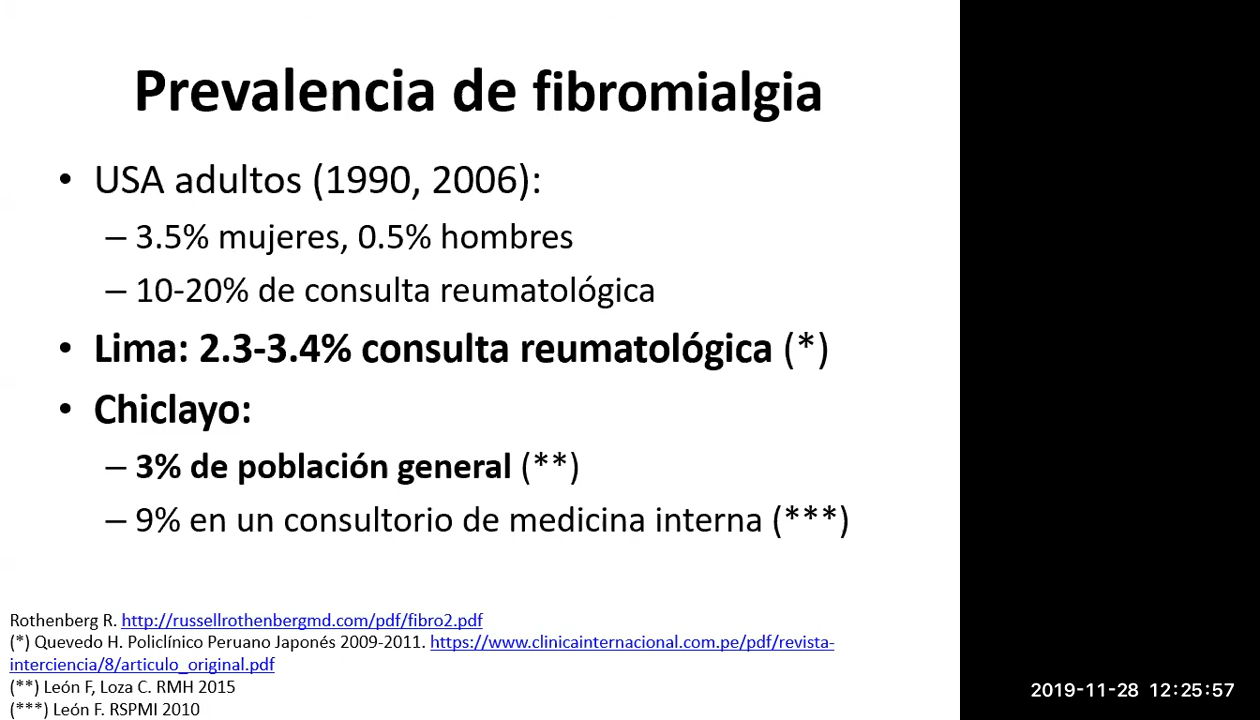 Prevalencia de fibromialgia
• USA adultos (1990, 2006):
– 3.5% mujeres, 0.5% hombres
– 10-20% de consulta reumatológica
• Lima: 2.3-3.4% consulta reumatológica (*)
• Chiclayo:
– 3% de población general (**)
– 9% en un consultorio de medicina interna (***)
Rothenberg R. http://russellrothenbergmd.com/pdf/fibro2.pdf
(*) Quevedo H. Policlínico Peruano Japonés 2009-2011. https://www.clinicainternacional.com.pe/pdf/revista-
interciencia/8/articulo_original.pdf
(**) León F, Loza C. RMH 2015
(***) León F. RSPMI 2010
2019-11-28 12:25:57